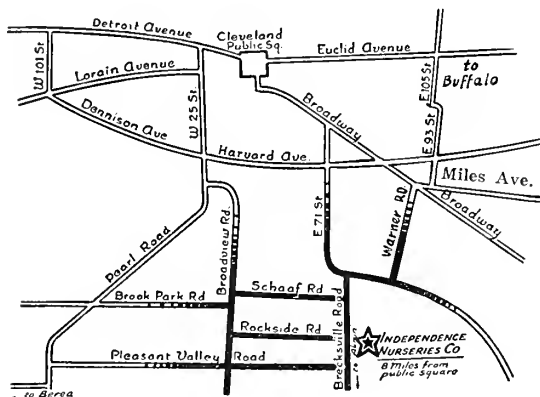 Detroit Avenue
Cleveland
Public Sq.
Euclid Avenue
to
Buffalo
W 101 St
Lorain Avenue
W 25 St.
Dennison Ave
Broadway
E 105 St
E 93 St
Harvard Ave.
Miles Ave.
Broadway
Warner RD.
E 71 St
Broadview Rd.
Pearl Road
Schaaf Rd
Brook Park Rd
Rockside Rd
Brecksville Road
to
Pleasant Valley Road
INDEPENDENCE
NURSERIES CO
8 Miles from
public square
to Berea